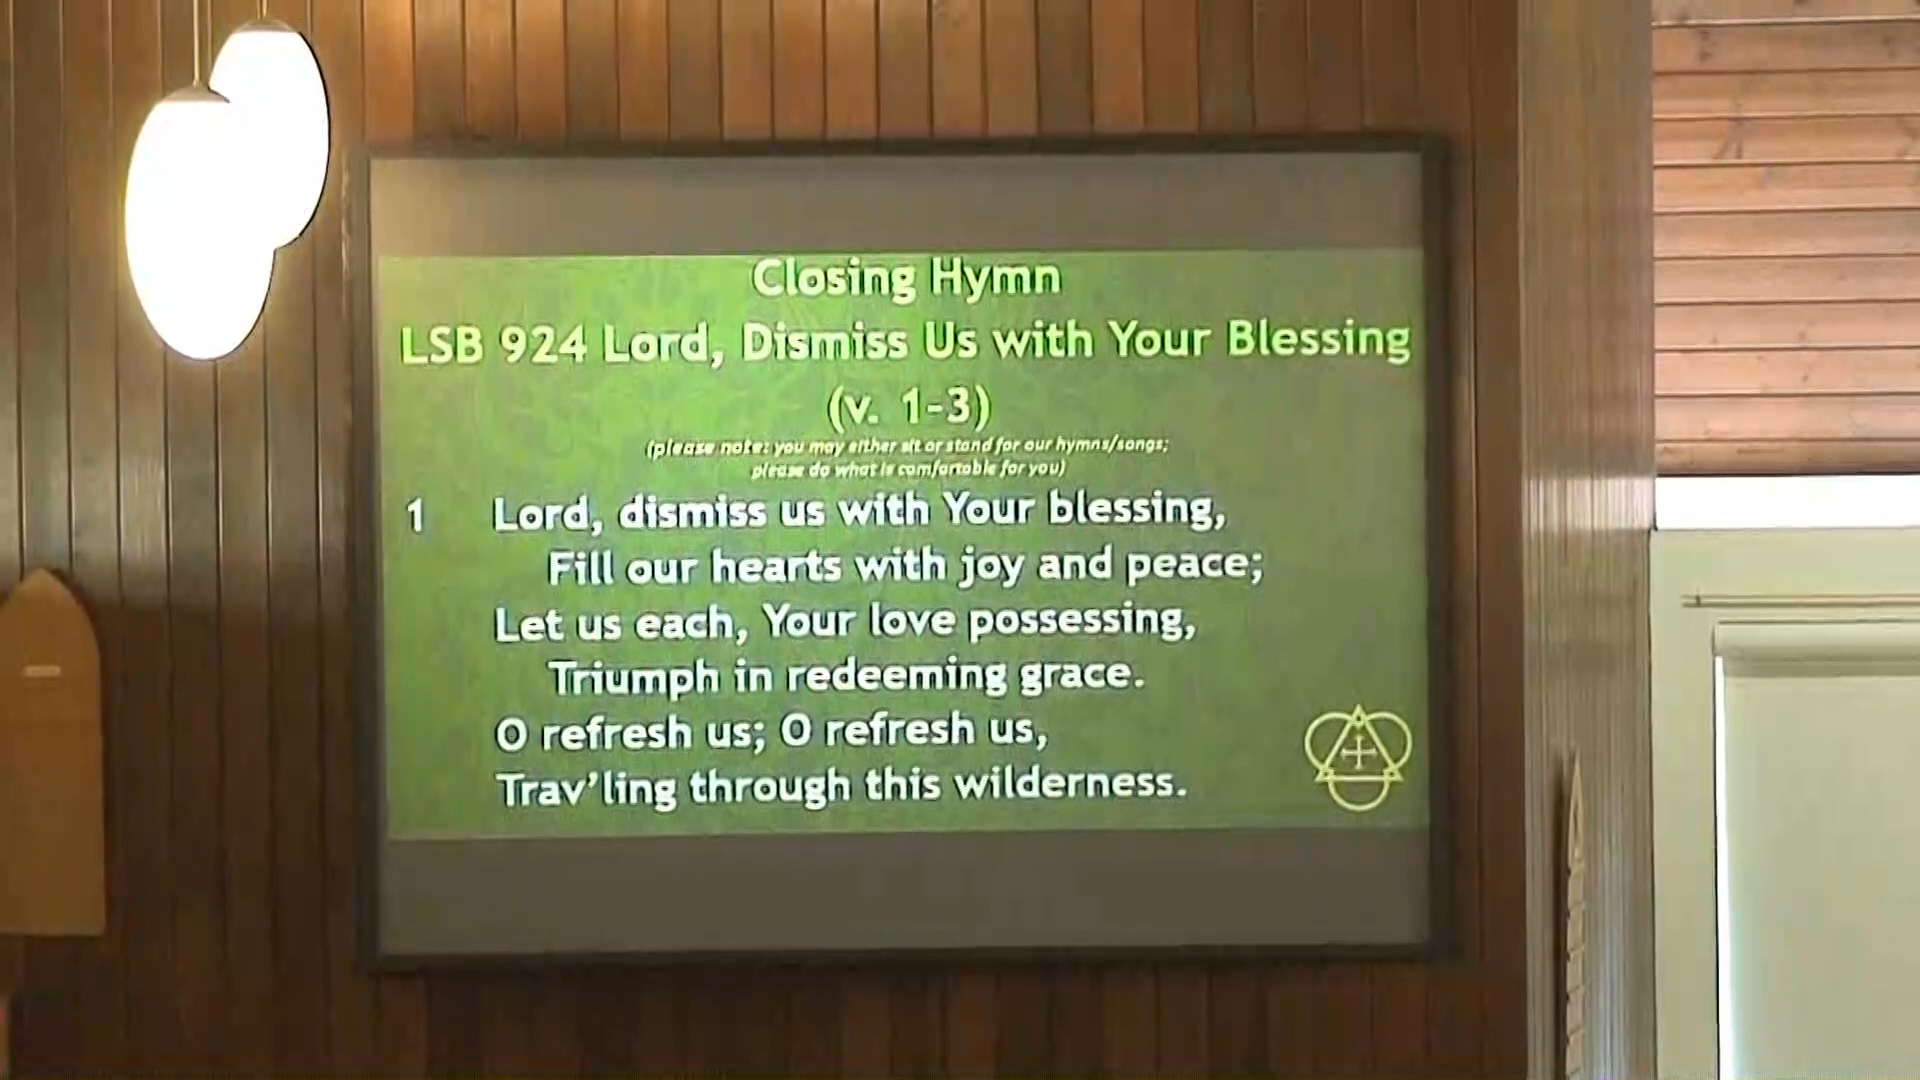 Closing Hymn
LSB 924 Lord, Dismiss Us with Your Blessing
(v. 1-3)
(please note: you may either sit or stand for our hymns/songs;
please do what is comfortable for you)
1 Lord, dismiss us with Your blessing,
Fill our hearts with joy and peace;
Let us each, Your love possessing,
Triumph in redeeming grace.
O refresh us; O refresh us,
Trav’ling through this wilderness.